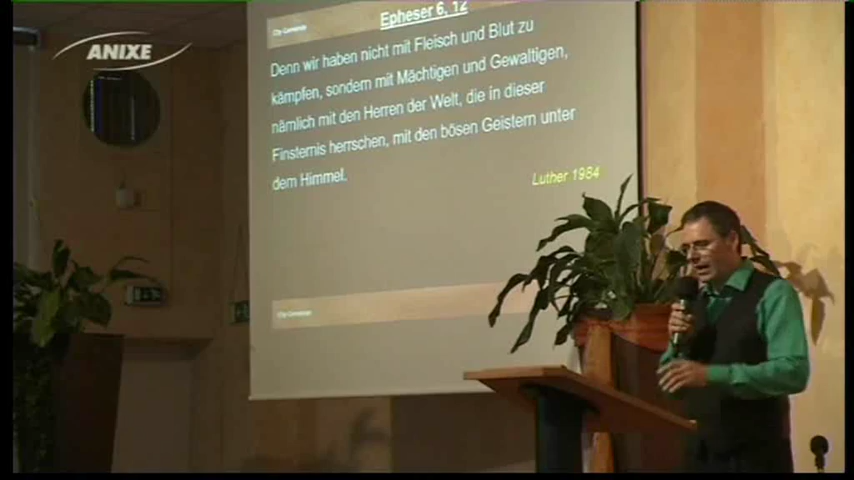 ANIXE
Epheser 6, 12
Denn wir haben nicht mit Fleisch und Blut zu
kämpfen, sondern mit Mächtigen und Gewaltigen,
nämlich mit den Herren der Welt, die in dieser
Finsternis herrschen, mit den bösen Geistern unter
dem Himmel.
Luther 1984